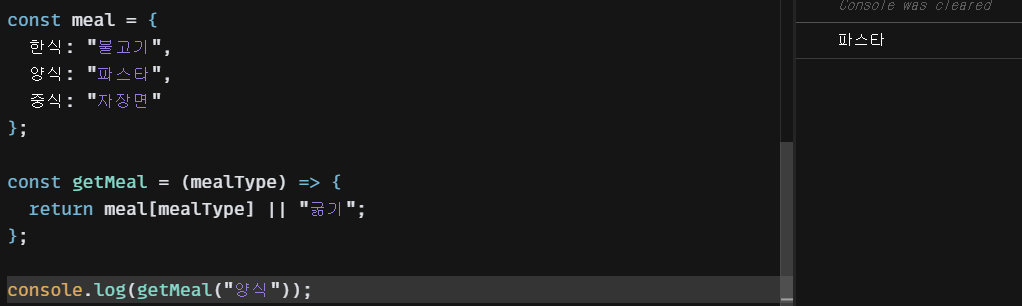 const meal = {
  한식: "불고기",
  양식: "파스타",
  중식: "자장면"
};
const getMeal = (mealType) => {
  return meal[mealType] || "굶기";
};
console.log(getMeal("양식"));
Console was cleared
파스타